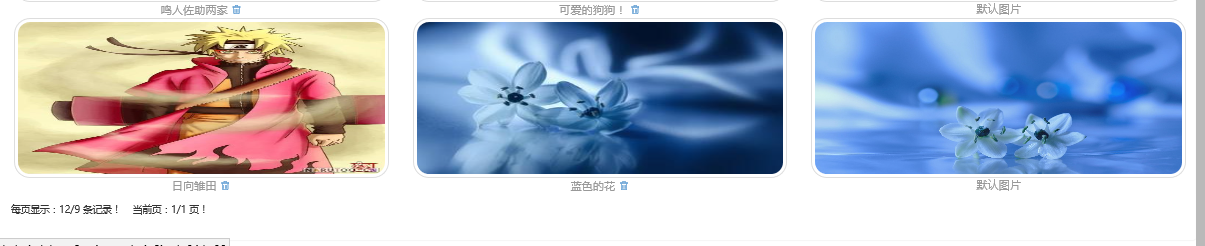 鸣人佐助两家
可爱的狗狗！
默认图片
日向雏田
蓝色的花
默认图片
每页显示：12/9 条记录！ 当前页：1/1 页！